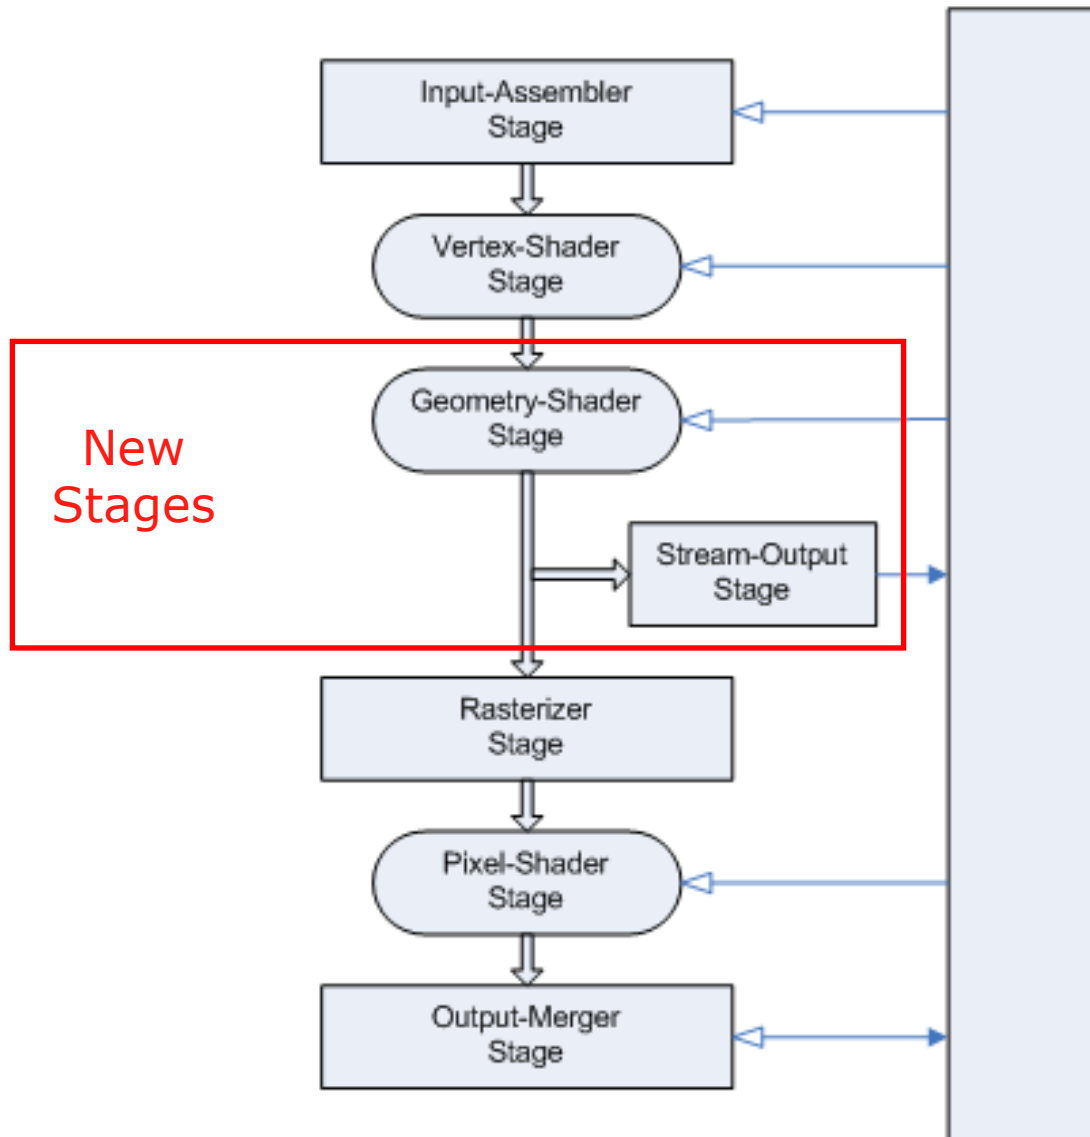 Input-Assembler
Stage
Vertex-Shader
Stage
Geometry-Shader
Stage
New
Stages
Stream-Output
Stage
Rasterizer
Stage
Pixel-Shader
Stage
Output-Merger
Stage